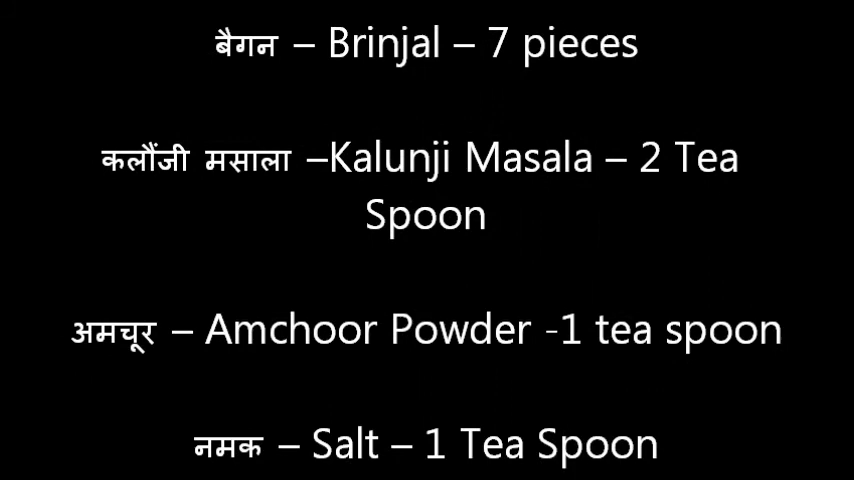 बैगन – Brinjal – 7 pieces
कलौंजी मसाला –Kalunji Masala – 2 Tea
Spoon
अमचूर – Amchoor Powder -1 tea spoon
नमक – Salt – 1 Tea Spoon